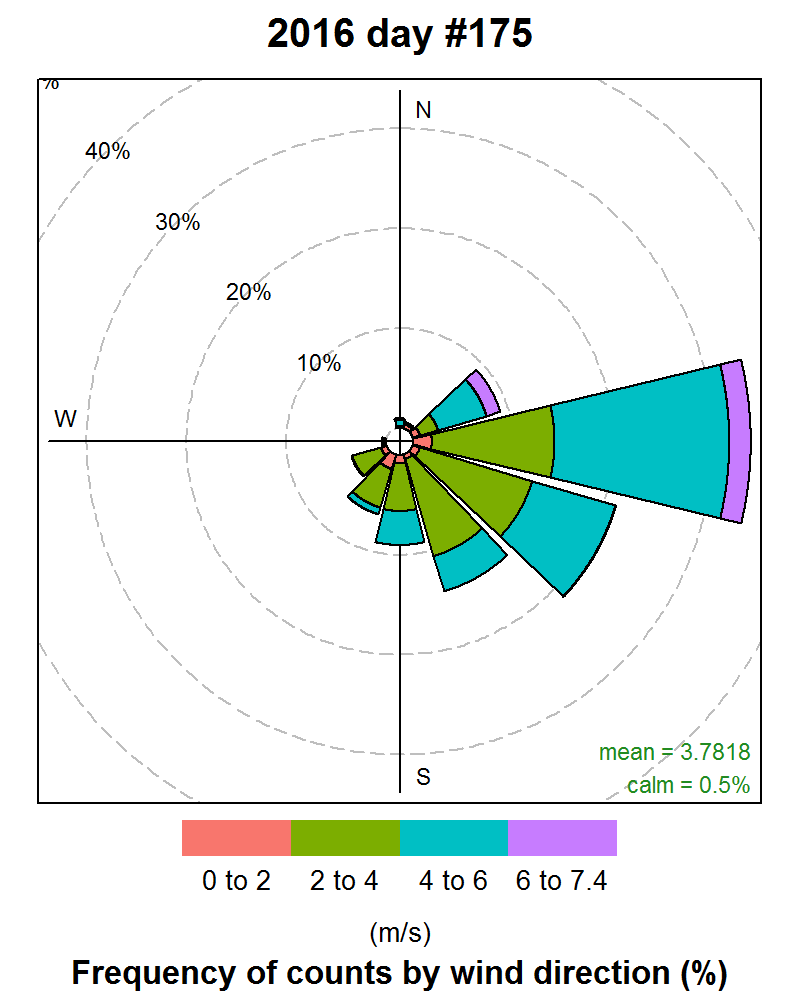 2016 day #175
%
N
40%
30%
20%
10%
W
S
mean = 3.7818
calm = 0.5%
0 to 2 2 to 4 4 to 6 6 to 7.4
(m/s)
Frequency of counts by wind direction (%)